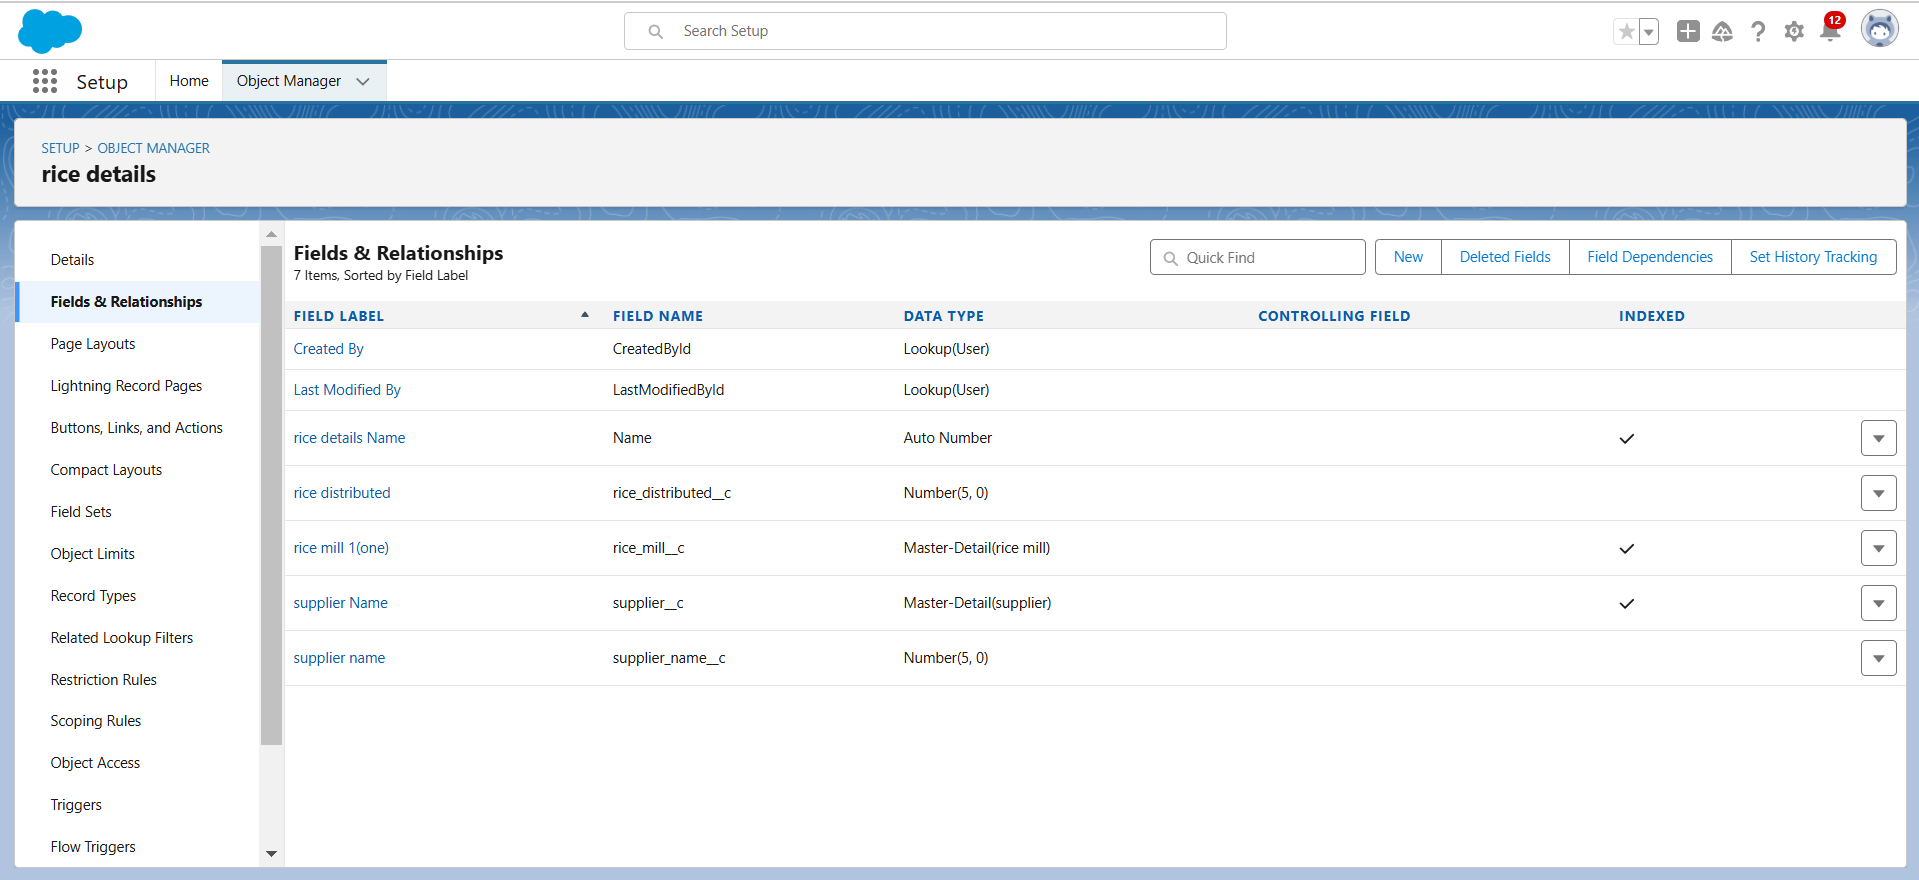 Search Setup
12
Setup
Home
Object Manager
SETUP > OBJECT MANAGER
rice details
Details
Fields & Relationships
Page Layouts
Lightning Record Pages
Buttons, Links, and Actions
Compact Layouts
Field Sets
Object Limits
Record Types
Related Lookup Filters
Restriction Rules
Scoping Rules
Object Access
Triggers
Flow Triggers
Fields & Relationships
7 Items, Sorted by Field Label
Quick Find
New
Deleted Fields
Field Dependencies
Set History Tracking
FIELD LABEL FIELD NAME DATA TYPE CONTROLLING FIELD INDEXED
Created By CreatedById Lookup(User)
Last Modified By LastModifiedById Lookup(User)
rice details Name Name Auto Number
rice distributed rice_distributed__c Number(5, 0)
rice mill 1(one) rice_mill__c Master-Detail(rice mill)
supplier Name supplier__c Master-Detail(supplier)
supplier name supplier_name__c Number(5, 0)